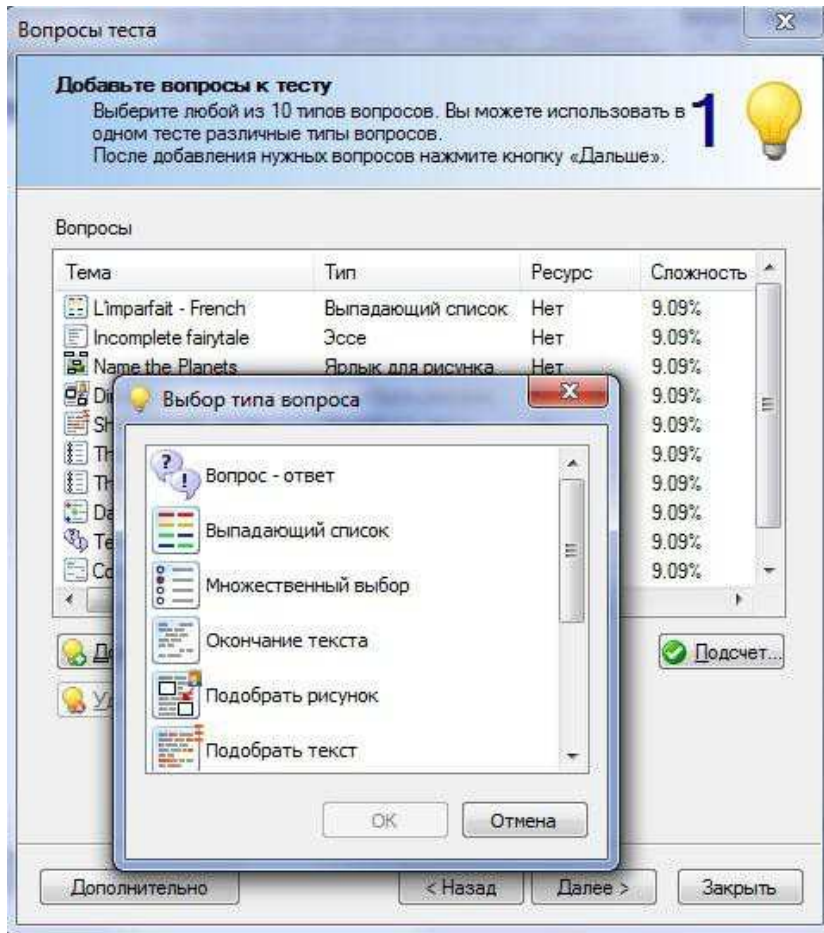 Вопросы теста
Добавьте вопросы к тесту
Выберите любой из 10 типов вопросов. Вы можете использовать в
одном тесте различные типы вопросов.
После добавления нужных вопросов нажмите кнопку «Дальше».
1
Вопросы
Тема Тип Ресурс Сложность
L'imparfait - French Выпадающий список Нет 9.09%
Incomplete fairytale Эссе Нет 9.09%
Name the Planets Ярлык для рисунка Нет 9.09%
9.09%
9.09%
9.09%
9.09%
9.09%
9.09%
9.09%
Выбор типа вопроса
Вопрос - ответ
Выпадающий список
Множественный выбор
Окончание текста
Подобрать рисунок
Подобрать текст
OK Отмена
Подсчет...
Дополнительно < Назад Далее > Закрыть